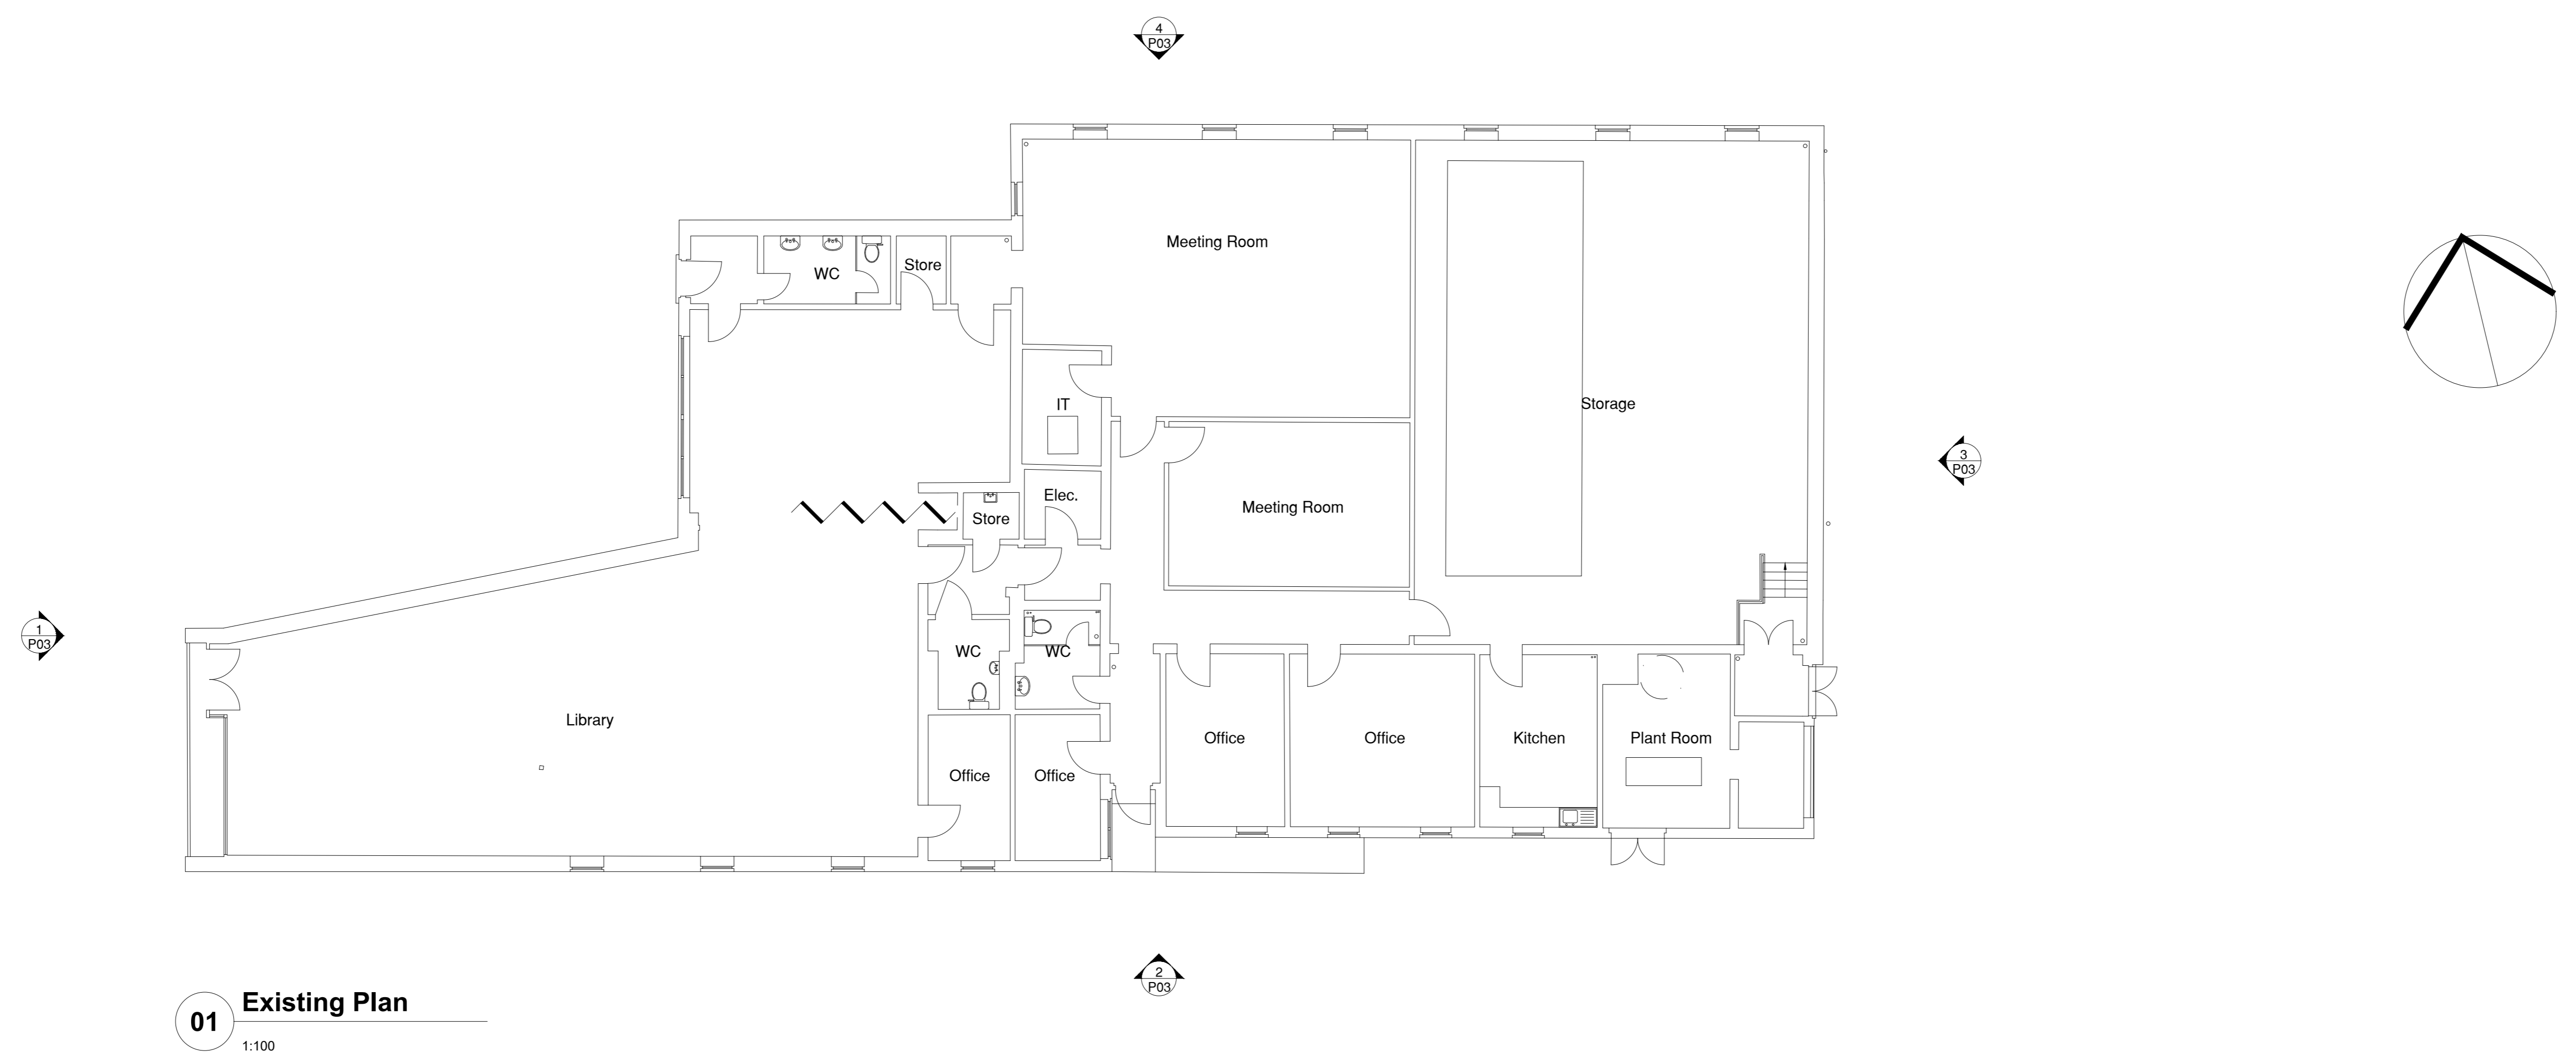 4
P03
Meeting Room
Store
WC
Storage
IT
3
P03
Elec.
Meeting Room
Store
1
P03
WC
WC
Library
Office
Office
Kitchen
Plant Room
Office
Office
2
P03
01
Existing Plan
1:100